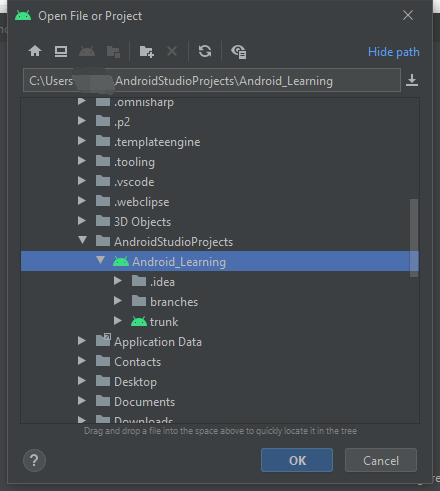 Open File or Project
Hide path
C:\Users\AndroidStudioProjects\Android_Learning
.omnisharp
.p2
.templateengine
.tooling
.vscode
.webclipse
3D Objects
AndroidStudioProjects
Android_Learning
.idea
branches
trunk
Application Data
Contacts
Desktop
Documents
Downloads
Drag and drop a file into the space above to quickly locate it in the tree
?
OK
Cancel